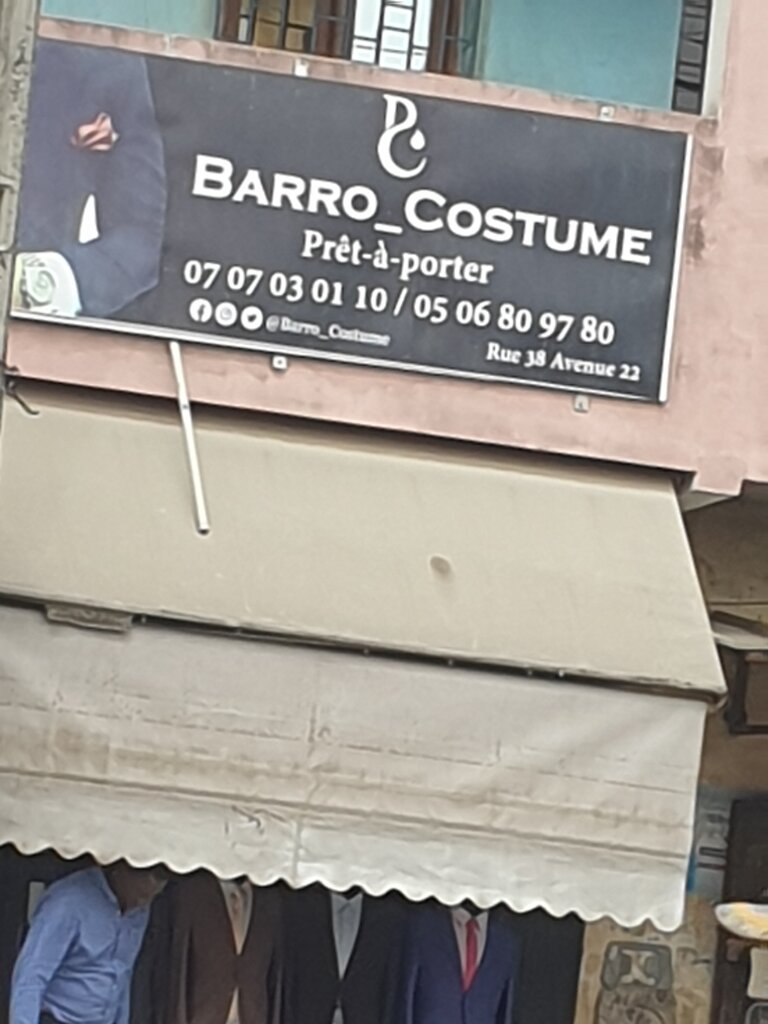 BARRO_COSTUME
Prêt-à-porter
07 07 03 01 10 / 05 06 80 97 80
@Barro_Costume
Rue 38 Avenue 22